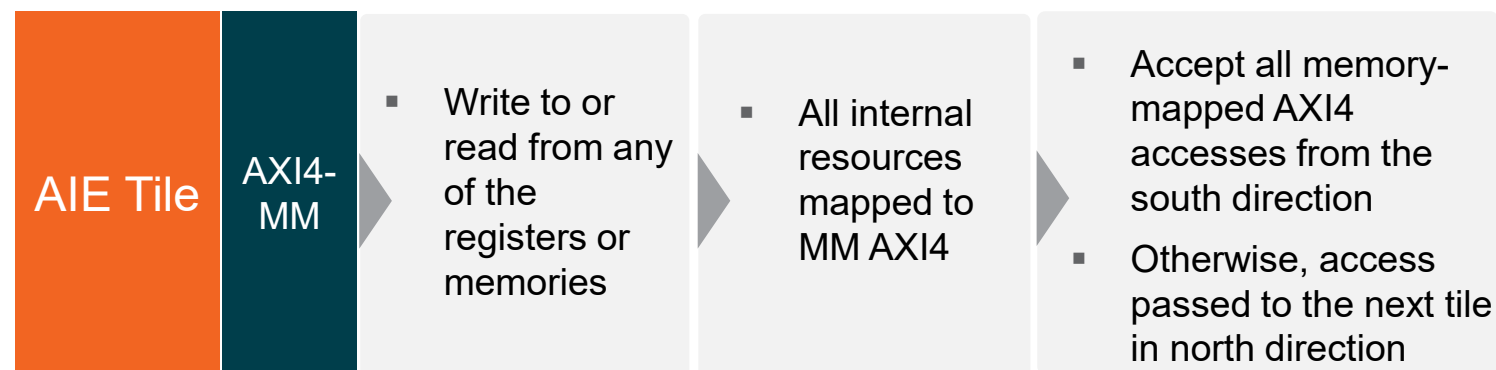 AIE Tile
AXI4-
MM
▪ Write to or
read from any
of the
registers or
memories
▪ All internal
resources
mapped to
MM AXI4
▪ Accept all memory-
mapped AXI4
accesses from the
south direction
▪ Otherwise, access
passed to the next tile
in north direction